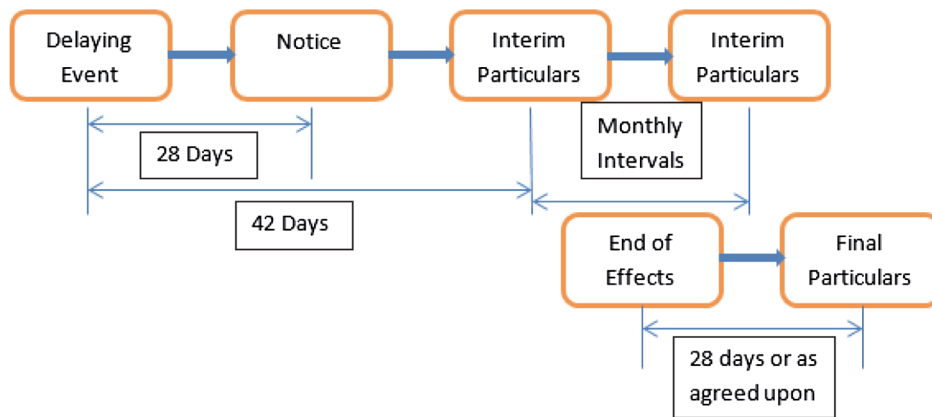 Delaying
Event
Notice
Interim
Particulars
Interim
Particulars
28 Days
Monthly
Intervals
42 Days
End of
Effects
Final
Particulars
28 days or as
agreed upon